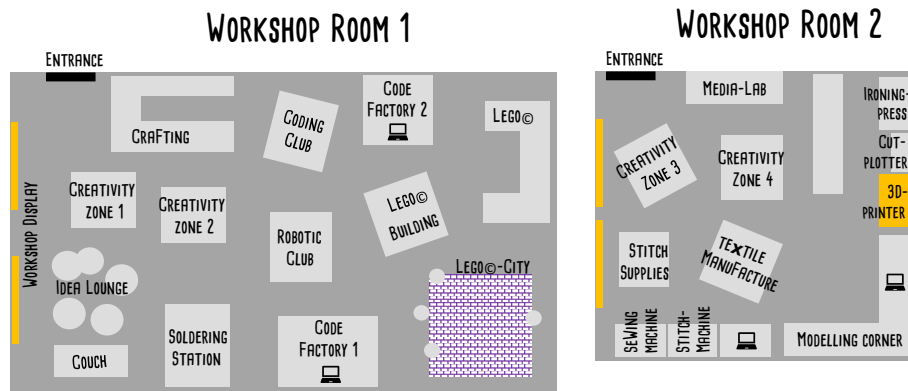 WORKSHOP ROOM 1
ENTRANCE
CRAFTING
CODING
CLUB
CODE
FACTORY 2
LEGO©
WORKSHOP DISPLAY
CREATIVITY
ZONE 1
CREATIVITY
ZONE 2
ROBOTIC
CLUB
LEGO©
BUILDING
IDEA LOUNGE
LEGO©-CITY
COUCH
SOLDERING
STATION
CODE
FACTORY 1
WORKSHOP ROOM 2
ENTRANCE
MEDIA-LAB
IRONING-
PRESS
CREATIVITY
ZONE 3
CREATIVITY
ZONE 4
CUT-
PLOTTER
3D-
PRINTER
STITCH
SUPPLIES
TEXTILE
MANUFACTURE
SEWING
MACHINE
STITCH-
MACHINE
MODELLING CORNER